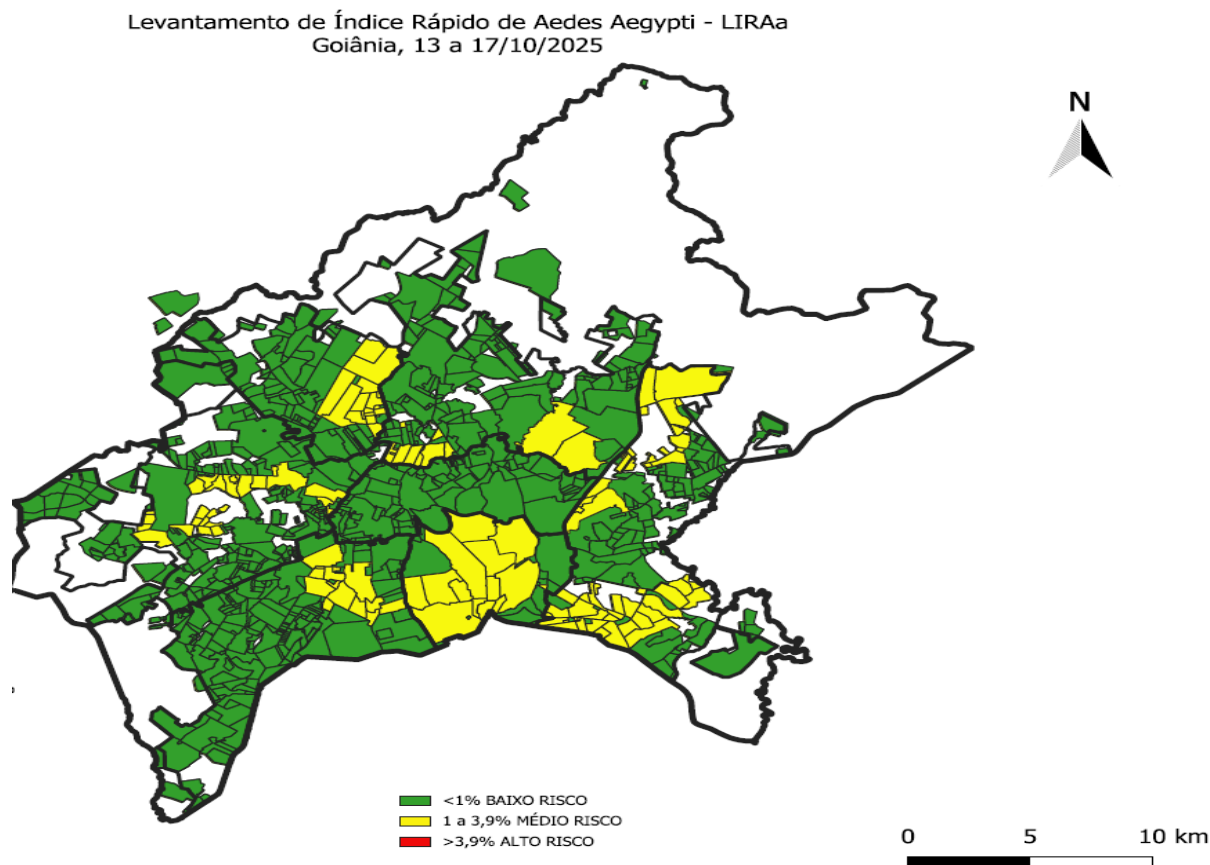 Levantamento de Índice Rápido de Aedes Aegypti - LIRAa
Goiânia, 13 a 17/10/2025
N
<1% BAIXO RISCO
1 a 3,9% MÉDIO RISCO
>3,9% ALTO RISCO
0 5 10 km